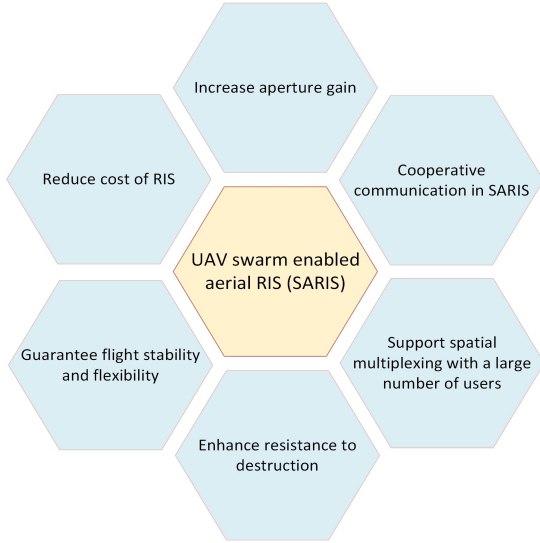 Increase aperture gain
Reduce cost of RIS
Cooperative
communication in SARIS
UAV swarm enabled
aerial RIS (SARIS)
Guarantee flight stability
and flexibility
Support spatial
multiplexing with a large
number of users
Enhance resistance to
destruction